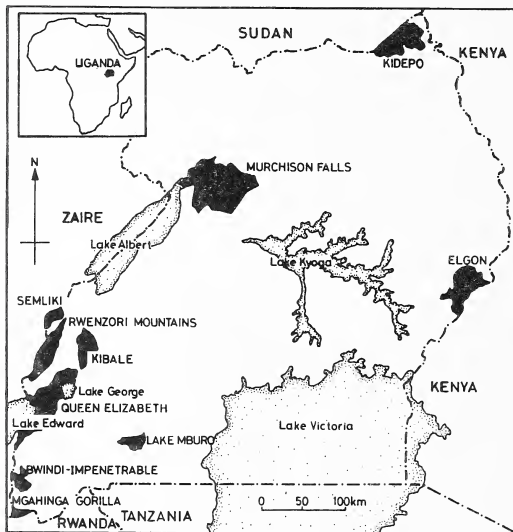 SUDAN
KENYA
UGANDA
KIDEPO
N
MURCHISON FALLS
ZAIRE
Lake Albert
Lake Kyoga
ELGON
SEMLIKI
RWENZORI MOUNTAINS
KIBALE
KENYA
Lake George
QUEEN ELIZABETH
Lake Edward
Lake Victoria
LAKE MBURO
BWINDI-IMPENETRABLE
MGAHINGA GORILLA
TANZANIA
RWANDA
0 50 100km